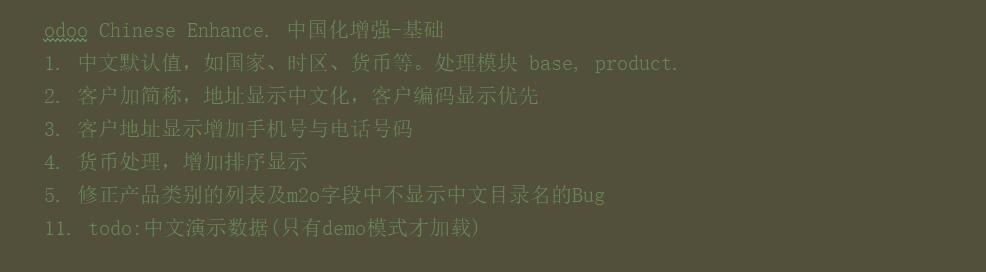 odoo Chinese Enhance. 中国化增强-基础
1. 中文默认值，如国家、时区、货币等。处理模块 base, product.
2. 客户加简称，地址显示中文化，客户编码显示优先
3. 客户地址显示增加手机号与电话号码
4. 货币处理，增加排序显示
5. 修正产品类别的列表及m2o字段中不显示中文目录名的Bug
11. todo:中文演示数据(只有demo模式才加载)